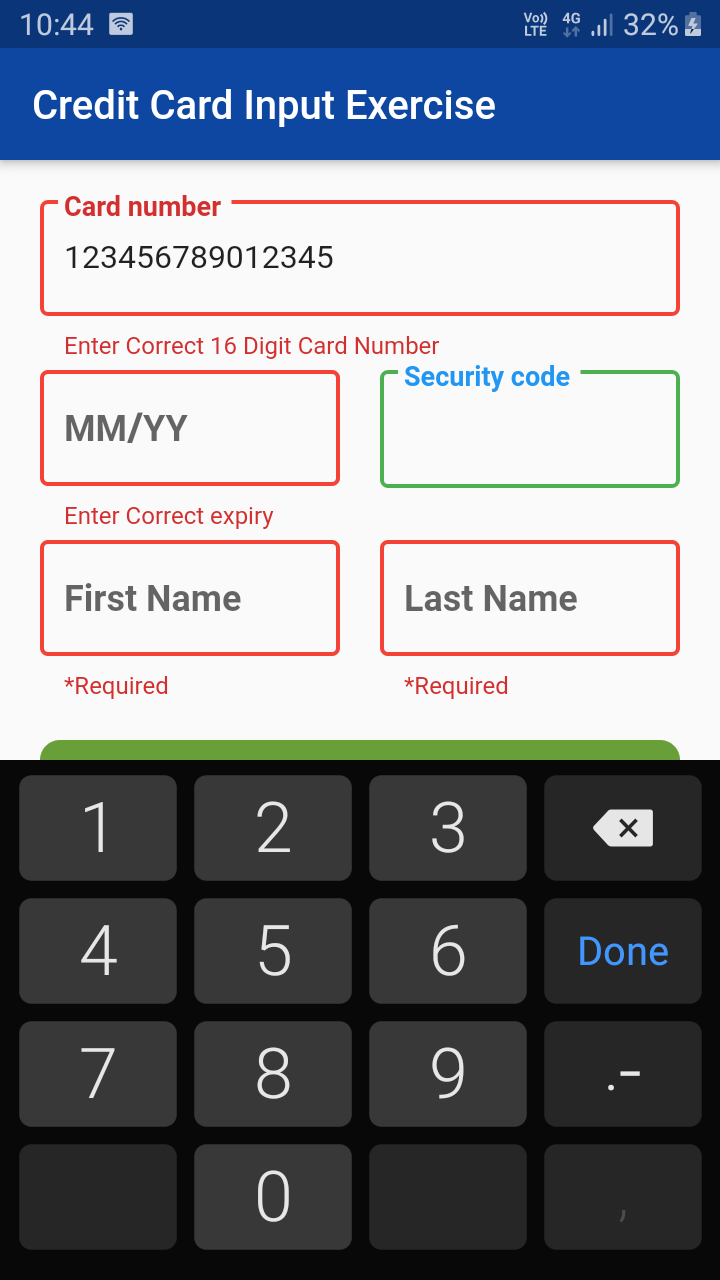 10:44 Vo)) LTE 4G 32%
Credit Card Input Exercise
Card number
123456789012345
Enter Correct 16 Digit Card Number
MM/YY Security code
Enter Correct expiry
First Name Last Name
*Required *Required
1 2 3
4 5 6 Done
7 8 9 .-
0 ,